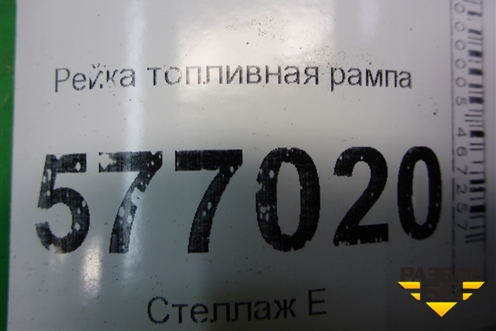 Рейка топливная рампа
577020
Стеллаж Е